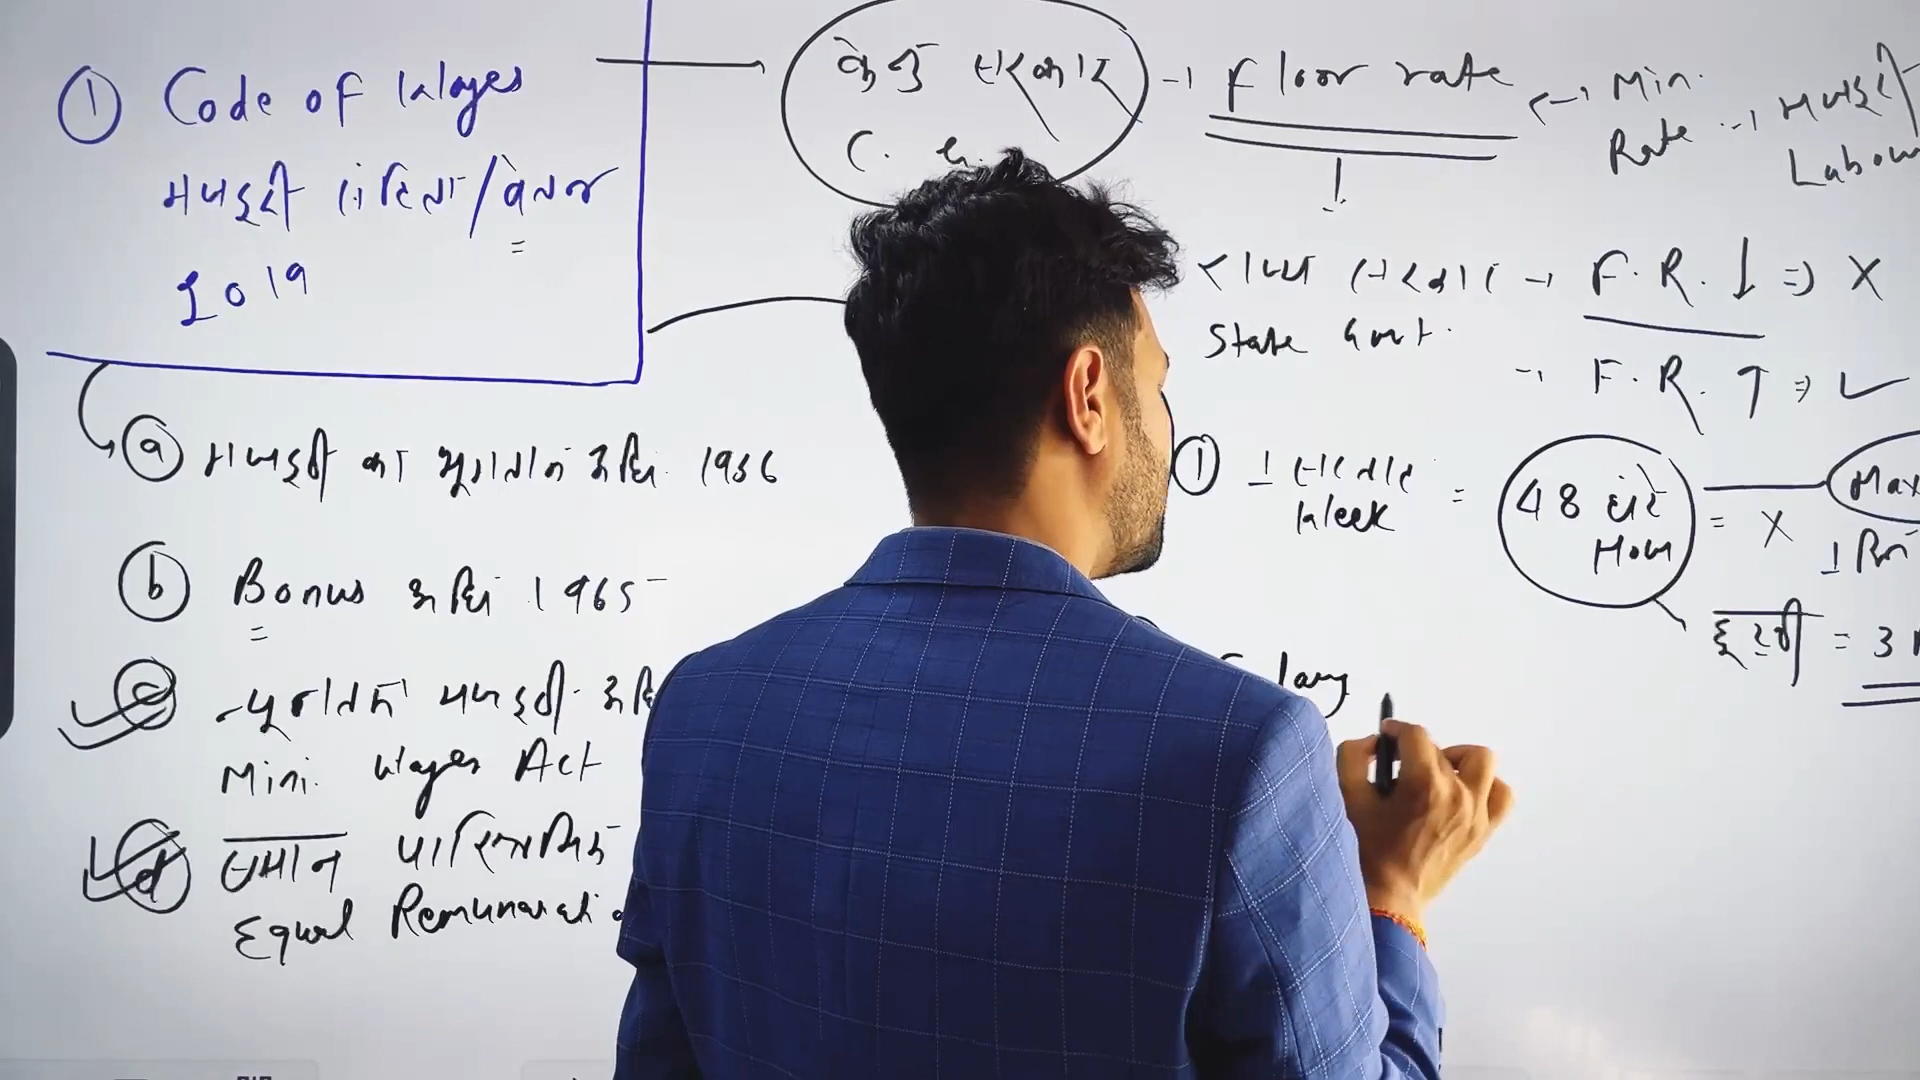 ① Code of Wages
मजदूरी संहिता/वेतन
2019
केन्द्र सरकार → Floor rate
C. G.
Min. Rate → मजदूरी
Labour
राज्य सरकार → F.R. ↓ ⇒ X
State Govt.
→ F.R. ↑ ⇒ ✓
ⓐ मजदूरी का भुगतान अधि. 1936
ⓑ Bonus अधि 1965
ⓒ न्यूनतम मजदूरी अधि
Mini. Wages Act
ⓓ समान पारिश्रमिक
Equal Remunerati
① 1 सप्ताह = 48 घंटे = X
Week
Hour
Max
1 दिन
ड्यूटी = 3